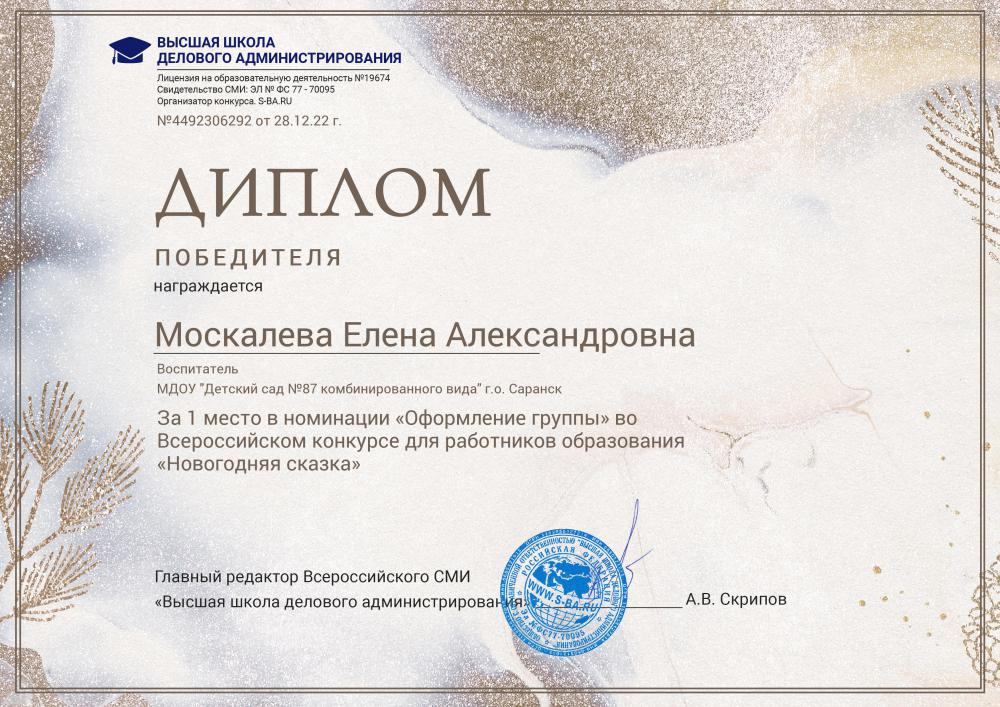 ВЫСШАЯ ШКОЛА
ДЕЛОВОГО АДМИНИСТРИРОВАНИЯ
Лицензия на образовательную деятельность №19674
Свидетельство СМИ: ЭЛ № ФС 77 - 70095
Организатор конкурса. S-BA.RU
№4492306292 от 28.12.22 г.
ДИПЛОМ
ПОБЕДИТЕЛЯ
награждается
Москалева Елена Александровна
Воспитатель
МДОУ "Детский сад №87 комбинированного вида" г.о. Саранск
За 1 место в номинации «Оформление группы» во
Всероссийском конкурсе для работников образования
«Новогодняя сказка»
Главный редактор Всероссийского СМИ
«Высшая школа делового администрирования»
А.В. Скрипов
РОССИЙСКАЯ ФЕДЕРАЦИЯ
WWW.S-BA.RU